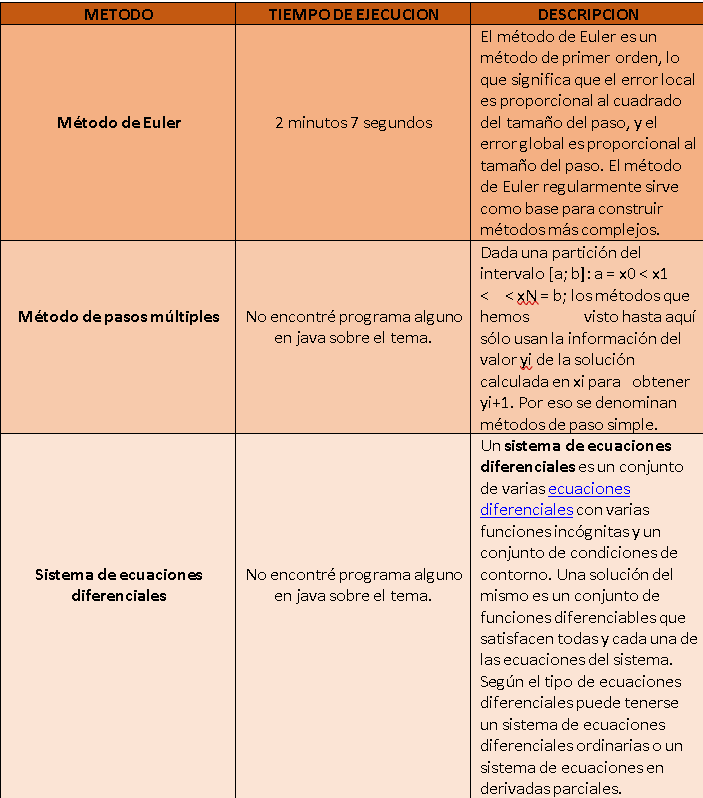 METODO
TIEMPO DE EJECUCION
DESCRIPCION
Método de Euler
2 minutos 7 segundos
El método de Euler es un
método de primer orden, lo
que significa que el error local
es proporcional al cuadrado
del tamaño del paso, y el
error global es proporcional al
tamaño del paso. El método
de Euler regularmente sirve
como base para construir
métodos más complejos.
Método de pasos múltiples
No encontré programa alguno
en java sobre el tema.
Dada una partición del
intervalo [a; b]: a = x0 < x1
< < xN = b; los métodos que
hemos visto hasta aquí
sólo usan la información del
valor yi de la solución
calculada en xi para obtener
yi+1. Por eso se denominan
métodos de paso simple.
Sistema de ecuaciones
diferenciales
No encontré programa alguno
en java sobre el tema.
Un sistema de ecuaciones
diferenciales es un conjunto
de varias ecuaciones
diferenciales con varias
funciones incógnitas y un
conjunto de condiciones de
contorno. Una solución del
mismo es un conjunto de
funciones diferenciables que
satisfacen todas y cada una de
las ecuaciones del sistema.
Según el tipo de ecuaciones
diferenciales puede tenerse
un sistema de ecuaciones
diferenciales ordinarias o un
sistema de ecuaciones en
derivadas parciales.